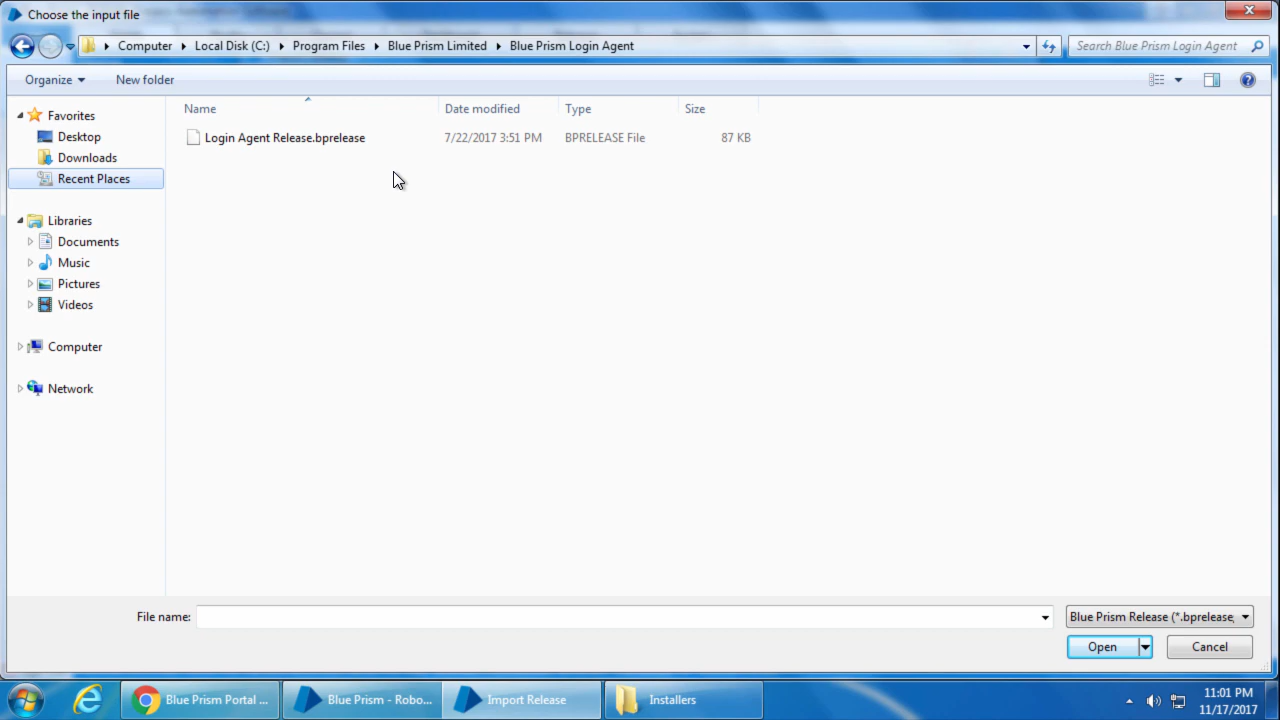 Choose the input file
Computer Local Disk (C:) Program Files Blue Prism Limited Blue Prism Login Agent
Search Blue Prism Login Agent
Organize New folder
Name Date modified Type Size
Login Agent Release.bprelease 7/22/2017 3:51 PM BPRELEASE File 87 KB
Favorites
Desktop
Downloads
Recent Places
Libraries
Documents
Music
Pictures
Videos
Computer
Network
File name:
Blue Prism Release (*.bprelease,
Open
Cancel
Blue Prism Portal ...
Blue Prism - Robo...
Import Release
Installers
11:01 PM
11/17/2017